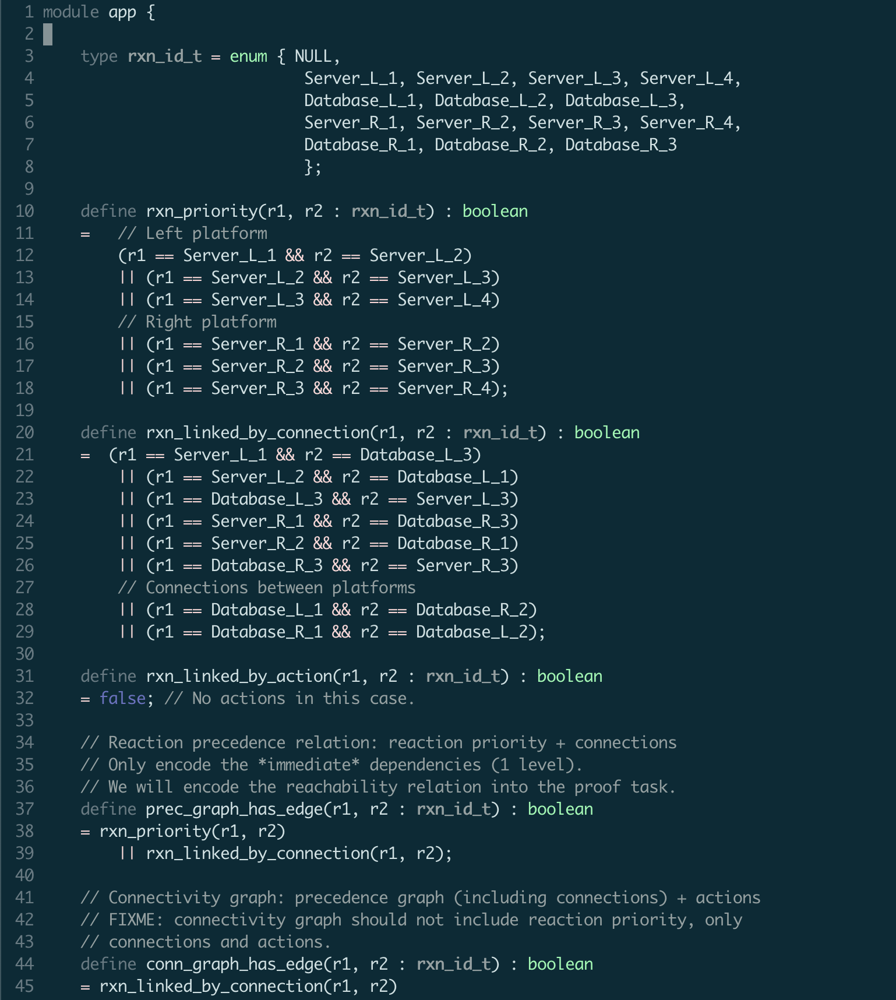 1 module app {
2
3     type rxn_id_t = enum { NULL,
4                             Server_L_1, Server_L_2, Server_L_3, Server_L_4,
5                             Database_L_1, Database_L_2, Database_L_3,
6                             Server_R_1, Server_R_2, Server_R_3, Server_R_4,
7                             Database_R_1, Database_R_2, Database_R_3
8                             };
9
10     define rxn_priority(r1, r2 : rxn_id_t) : boolean
11     =   // Left platform
12         (r1 == Server_L_1 && r2 == Server_L_2)
13         || (r1 == Server_L_2 && r2 == Server_L_3)
14         || (r1 == Server_L_3 && r2 == Server_L_4)
15         // Right platform
16         || (r1 == Server_R_1 && r2 == Server_R_2)
17         || (r1 == Server_R_2 && r2 == Server_R_3)
18         || (r1 == Server_R_3 && r2 == Server_R_4);
19
20     define rxn_linked_by_connection(r1, r2 : rxn_id_t) : boolean
21     =  (r1 == Server_L_1 && r2 == Database_L_3)
22         || (r1 == Server_L_2 && r2 == Database_L_1)
23         || (r1 == Database_L_3 && r2 == Server_L_3)
24         || (r1 == Server_R_1 && r2 == Database_R_3)
25         || (r1 == Server_R_2 && r2 == Database_R_1)
26         || (r1 == Database_R_3 && r2 == Server_R_3)
27         // Connections between platforms
28         || (r1 == Database_L_1 && r2 == Database_R_2)
29         || (r1 == Database_R_1 && r2 == Database_L_2);
30
31     define rxn_linked_by_action(r1, r2 : rxn_id_t) : boolean
32     = false; // No actions in this case.
33
34     // Reaction precedence relation: reaction priority + connections
35     // Only encode the *immediate* dependencies (1 level).
36     // We will encode the reachability relation into the proof task.
37     define prec_graph_has_edge(r1, r2 : rxn_id_t) : boolean
38     = rxn_priority(r1, r2)
39         || rxn_linked_by_connection(r1, r2);
40
41     // Connectivity graph: precedence graph (including connections) + actions
42     // FIXME: connectivity graph should not include reaction priority, only
43     // connections and actions.
44     define conn_graph_has_edge(r1, r2 : rxn_id_t) : boolean
45     = rxn_linked_by_connection(r1, r2)